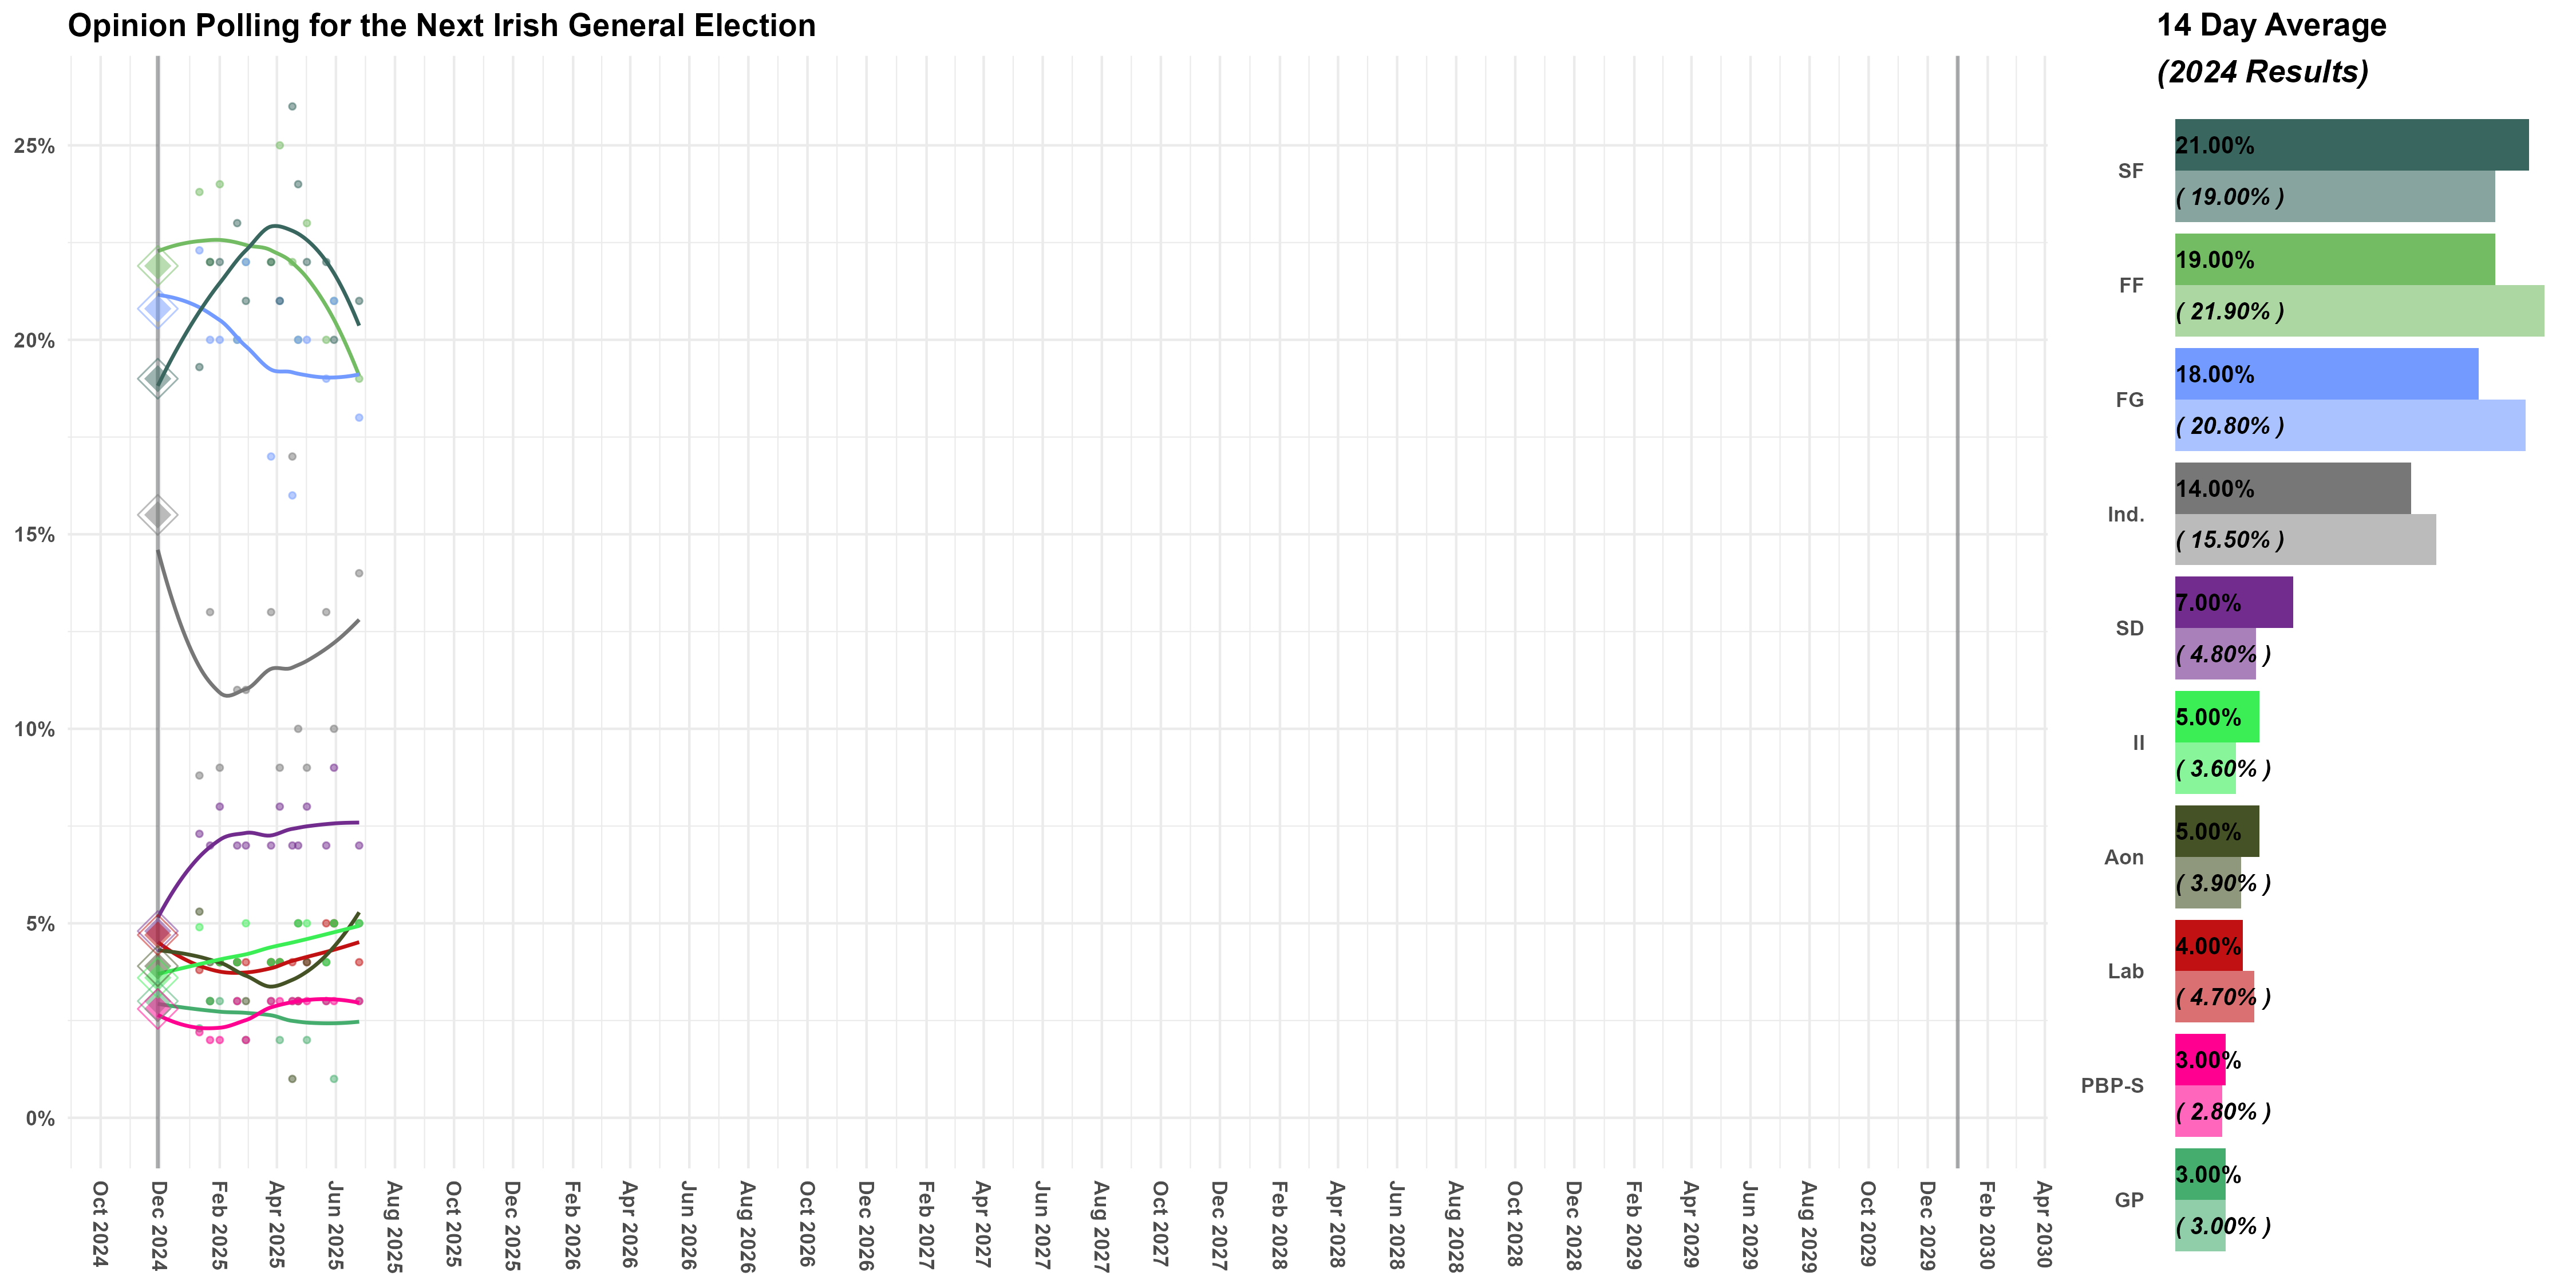 Opinion Polling for the Next Irish General Election
25%
20%
15%
10%
5%
0%
Oct 2024
Dec 2024
Feb 2025
Apr 2025
Jun 2025
Aug 2025
Oct 2025
Dec 2025
Feb 2026
Apr 2026
Jun 2026
Aug 2026
Oct 2026
Dec 2026
Feb 2027
Apr 2027
Jun 2027
Aug 2027
Oct 2027
Dec 2027
Feb 2028
Apr 2028
Jun 2028
Aug 2028
Oct 2028
Dec 2028
Feb 2029
Apr 2029
Jun 2029
Aug 2029
Oct 2029
Dec 2029
Feb 2030
Apr 2030
14 Day Average
(2024 Results)
SF
21.00%
( 19.00% )
FF
19.00%
( 21.90% )
FG
18.00%
( 20.80% )
Ind.
14.00%
( 15.50% )
SD
7.00%
( 4.80% )
II
5.00%
( 3.60% )
Aon
5.00%
( 3.90% )
Lab
4.00%
( 4.70% )
PBP-S
3.00%
( 2.80% )
GP
3.00%
( 3.00% )